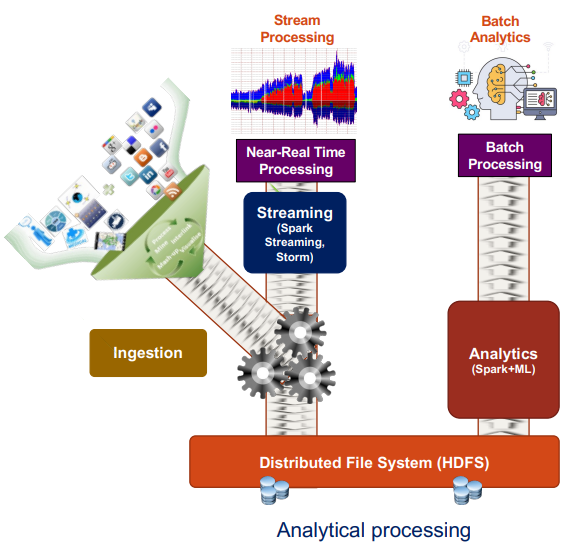 Stream
Processing
Batch
Analytics
Near-Real Time
Processing
Batch
Processing
Streaming
(Spark
Streaming,
Storm)
Ingestion
Analytics
(Spark+ML)
Distributed File System (HDFS)
Analytical processing